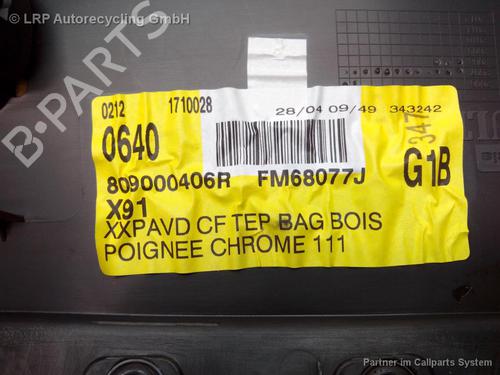 LRP Autorecycling GmbH
B-PARTS
0212 1710028
28/04 09/49 343242
0640
347
809000406R FM68077J
G1B
X91
XXPAVD CF TEP BAG BOIS
POIGNEE CHROME 111
Partner im Callparts System